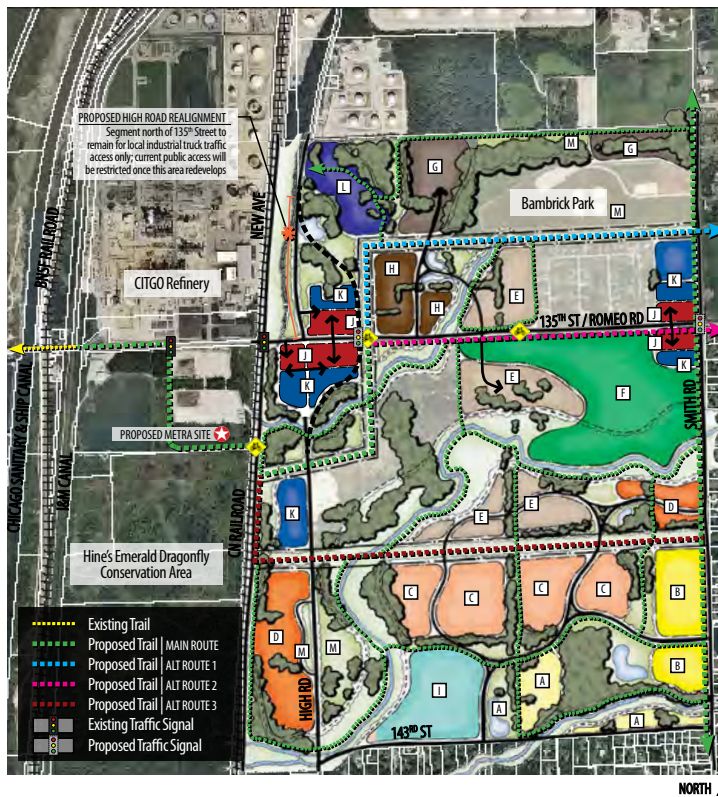 PROPOSED HIGH ROAD REALIGNMENT
Segment north of 135th Street to
remain for local industrial truck traffic
access only; current public access will
be restricted once this area redevelops
G
M
G
L
Bambrick Park
M
BNSF RAILROAD
NEW AVE
CITGO Refinery
K
H
E
K
H
J
J
135TH ST / ROMEO RD
J
J
K
E
K
F
SMITH RD
PROPOSED METRA SITE
CHICAGO SANITARY & SHIP CANAL
I&M CANAL
CN RAILROAD
K
E
D
E
Hine's Emerald Dragonfly
Conservation Area
C
C
C
C
B
D
M
M
HIGH RD
I
A
B
A
A
143RD ST
Existing Trail
Proposed Trail | MAIN ROUTE
Proposed Trail | ALT ROUTE 1
Proposed Trail | ALT ROUTE 2
Proposed Trail | ALT ROUTE 3
Existing Traffic Signal
Proposed Traffic Signal
NORTH